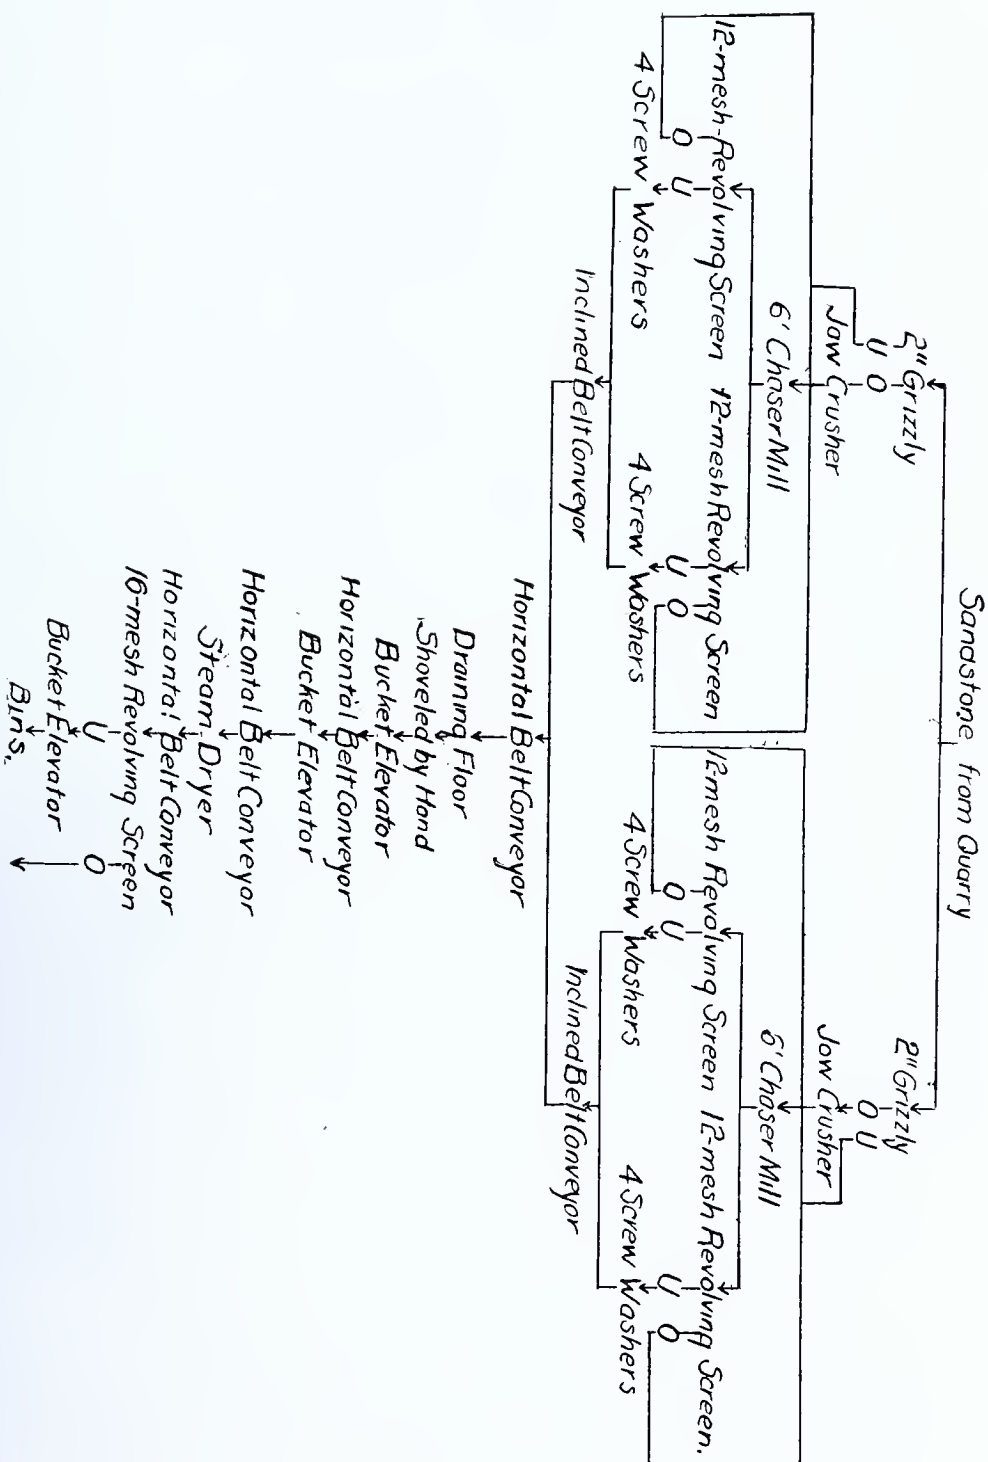 Sandstone from Quarry
2" Grizzly
2" Grizzly
U O
O U
Jaw Crusher
Jaw Crusher
6' Chaser Mill
6' Chaser Mill
12-mesh-Revolving Screen
12-mesh Revolving Screen
12-mesh Revolving Screen
12-mesh Revolving Screen.
O U
U O
O U
U O
4 Screw Washers
4 Screw Washers
4 Screw Washers
4 Screw Washers
Inclined Belt Conveyor
Inclined Belt Conveyor
Horizontal Belt Conveyor
Draining Floor
Shoveled by Hand
Bucket Elevator
Horizontal Belt Conveyor
Bucket Elevator
Horizontal Belt Conveyor
Steam Dryer
Horizontal Belt Conveyor
16-mesh Revolving Screen
U O
Bucket Elevator
Bins.